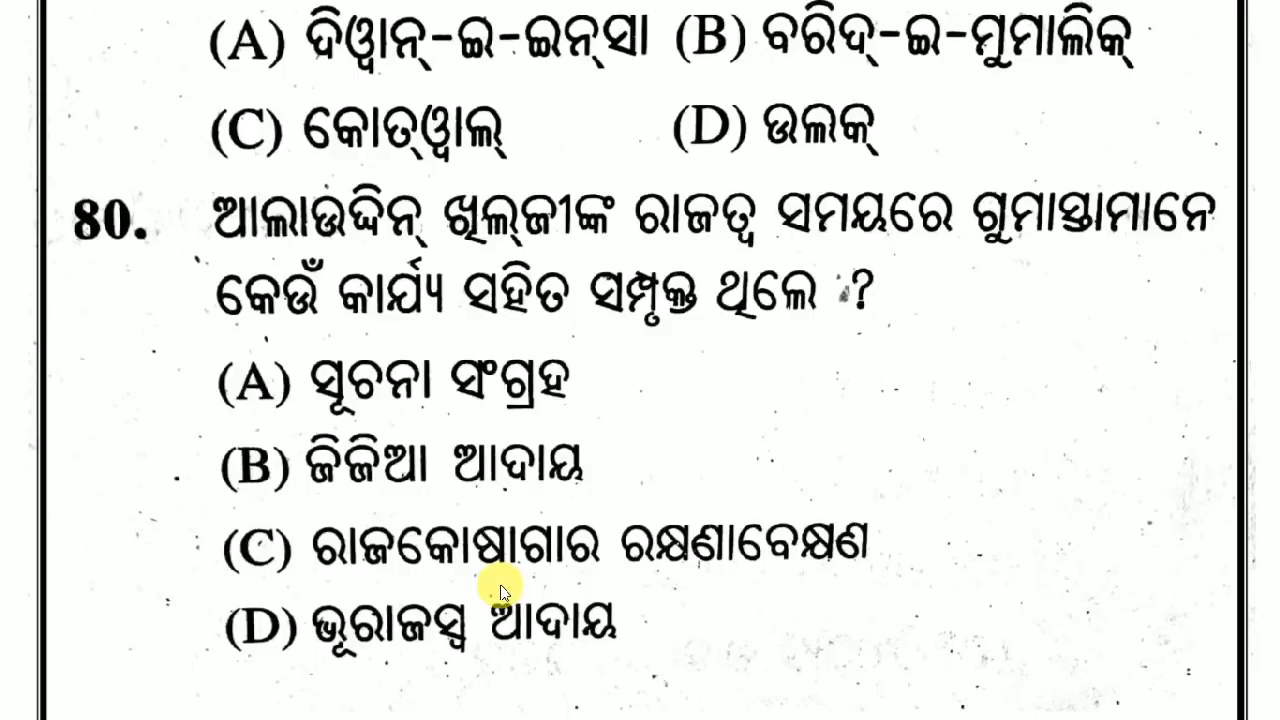 (A) ଦିୱାନ୍-ଇ-ଇନ୍‌ସା (B) ବରିଦ୍-ଇ-ମୁମାଲିକ୍
(C) କୋତ୍‌ୱାଲ୍ (D) ଉଲକ୍
80. ଆଲାଉଦ୍ଦିନ୍ ଖିଲ୍‌ଜୀଙ୍କ ରାଜତ୍ୱ ସମୟରେ ଗୁମାସ୍ତାମାନେ
କେଉଁ କାର୍ଯ୍ୟ ସହିତ ସମ୍ପୃକ୍ତ ଥିଲେ ?
(A) ସୂଚନା ସଂଗ୍ରହ
(B) ଜିଜିଆ ଆଦାୟ
(C) ରାଜକୋଷାଗାର ରକ୍ଷଣାବେକ୍ଷଣ
(D) ଭୂରାଜସ୍ୱ ଆଦାୟ